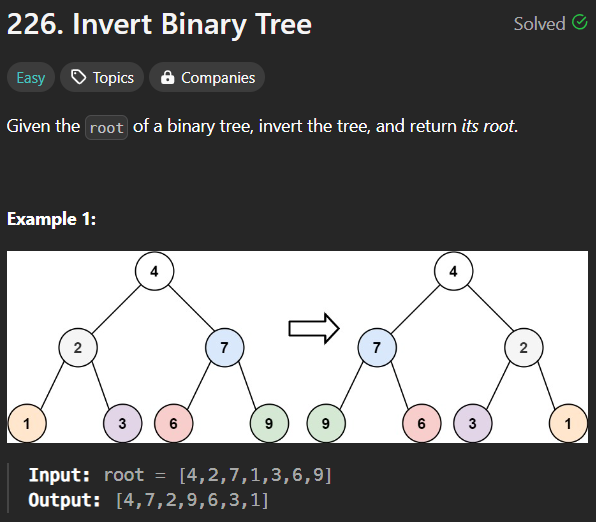 226. Invert Binary Tree
Solved
Easy Topics Companies
Given the root of a binary tree, invert the tree, and return its root.
Example 1:
4 4
2 7 7 2
1 3 6 9 9 6 3 1
Input: root = [4,2,7,1,3,6,9]
Output: [4,7,2,9,6,3,1]